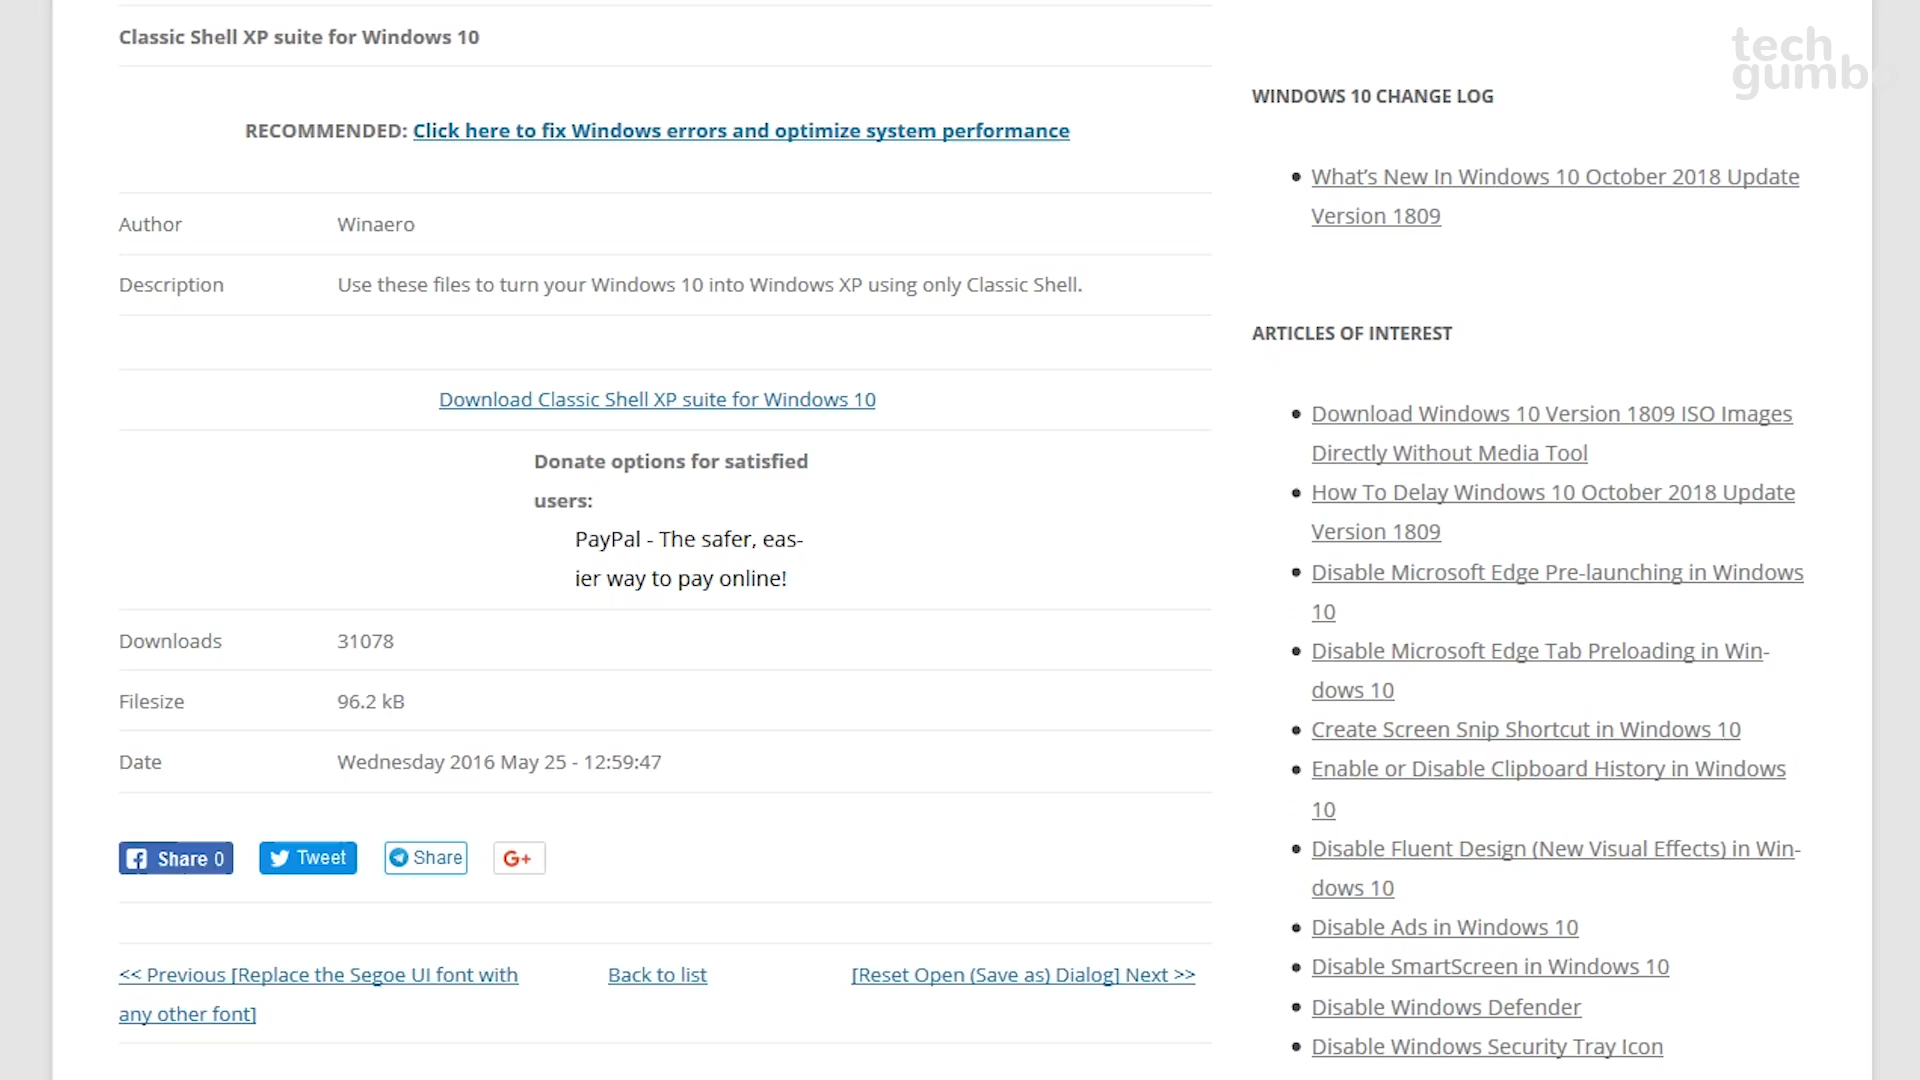 Classic Shell XP suite for Windows 10
RECOMMENDED: Click here to fix Windows errors and optimize system performance
Author Winaero
Description Use these files to turn your Windows 10 into Windows XP using only Classic Shell.
Download Classic Shell XP suite for Windows 10
Donate options for satisfied
users:
PayPal - The safer, eas-
ier way to pay online!
Downloads 31078
Filesize 96.2 kB
Date Wednesday 2016 May 25 - 12:59:47
Share 0 Tweet Share G+
<< Previous [Replace the Segoe UI font with
any other font]
Back to list
[Reset Open (Save as) Dialog] Next >>
tech
gumbo
WINDOWS 10 CHANGE LOG
What’s New In Windows 10 October 2018 Update
Version 1809
ARTICLES OF INTEREST
Download Windows 10 Version 1809 ISO Images
Directly Without Media Tool
How To Delay Windows 10 October 2018 Update
Version 1809
Disable Microsoft Edge Pre-launching in Windows
10
Disable Microsoft Edge Tab Preloading in Win-
dows 10
Create Screen Snip Shortcut in Windows 10
Enable or Disable Clipboard History in Windows
10
Disable Fluent Design (New Visual Effects) in Win-
dows 10
Disable Ads in Windows 10
Disable SmartScreen in Windows 10
Disable Windows Defender
Disable Windows Security Tray Icon